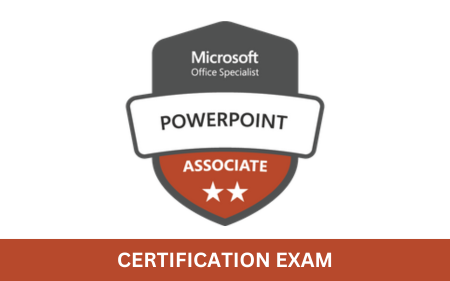 Microsoft
Office Specialist
POWERPOINT
ASSOCIATE
CERTIFICATION EXAM